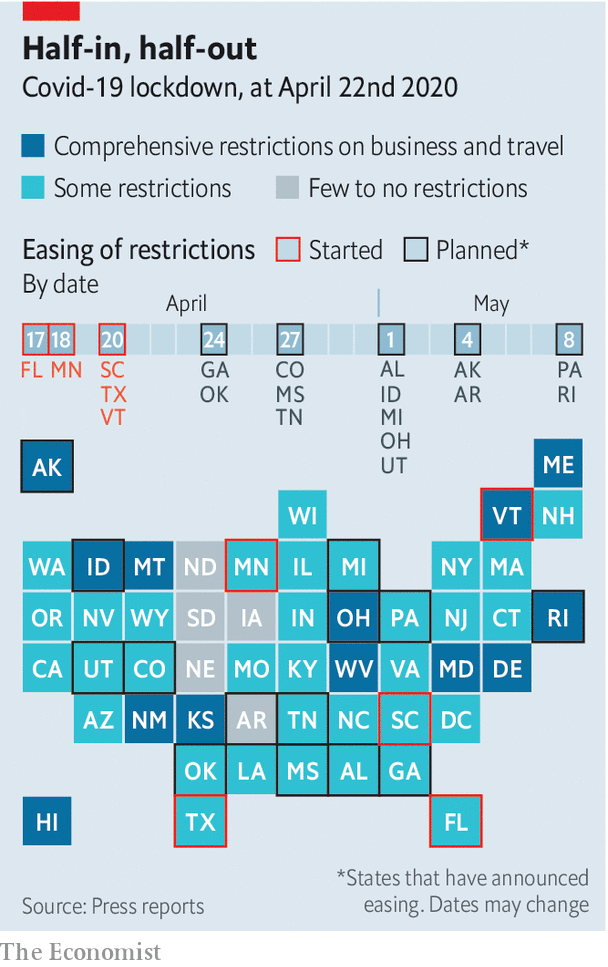 Half-in, half-out
Covid-19 lockdown, at April 22nd 2020
Comprehensive restrictions on business and travel
Some restrictions Few to no restrictions
Easing of restrictions Started Planned*
By date
April May
17 18 20 24 27 1 4 8
FL MN SC GA CO AL AK PA
TX OK MS ID AR RI
VT TN MI
OH
UT
AK ME
WI VT NH
WA ID MT ND MN IL MI NY MA
OR NV WY SD IA IN OH PA NJ CT RI
CA UT CO NE MO KY WV VA MD DE
AZ NM KS AR TN NC SC DC
OK LA MS AL GA
HI TX FL
*States that have announced
easing. Dates may change
Source: Press reports
The Economist